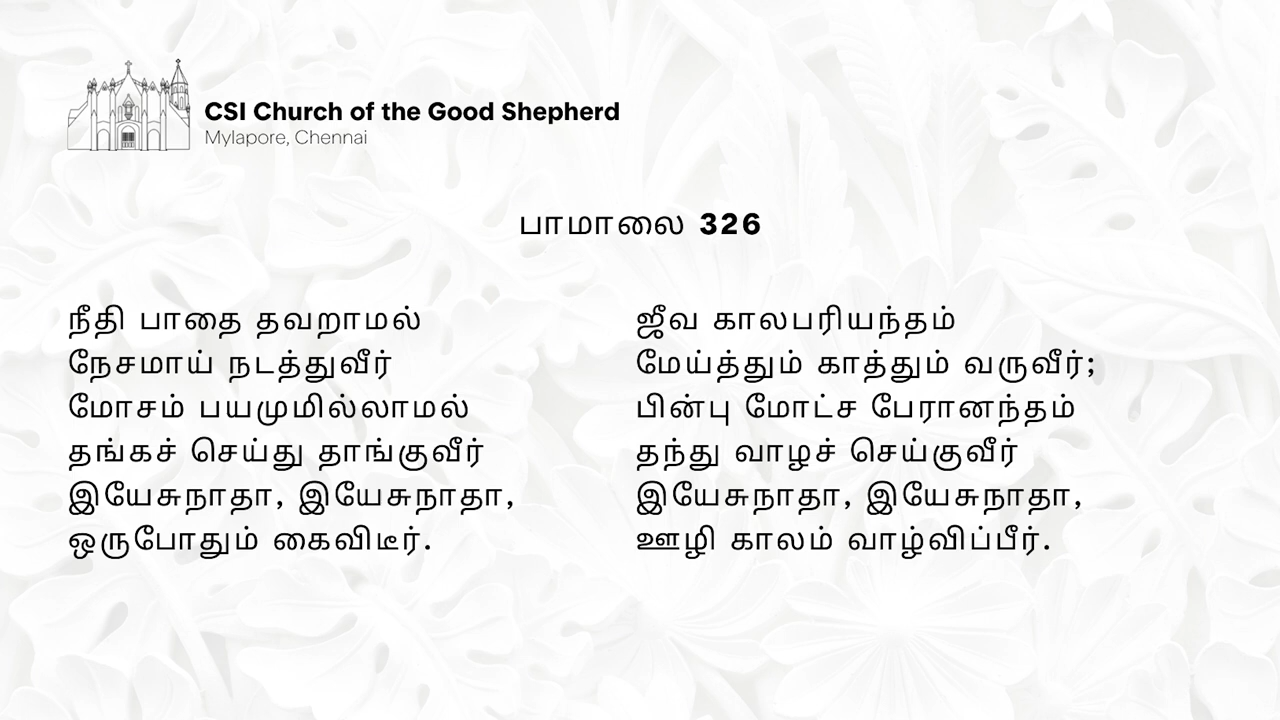 CSI Church of the Good Shepherd
Mylapore, Chennai
பாமாலை 326
நீதி பாதை தவறாமல்
நேசமாய் நடத்துவீர்
மோசம் பயமுமில்லாமல்
தங்கச் செய்து தாங்குவீர்
இயேசுநாதா, இயேசுநாதா,
ஒருபோதும் கைவிடீர்.
ஜீவ காலபரியந்தம்
மேய்த்தும் காத்தும் வருவீர்;
பின்பு மோட்ச பேரானந்தம்
தந்து வாழச் செய்குவீர்
இயேசுநாதா, இயேசுநாதா,
ஊழி காலம் வாழ்விப்பீர்.